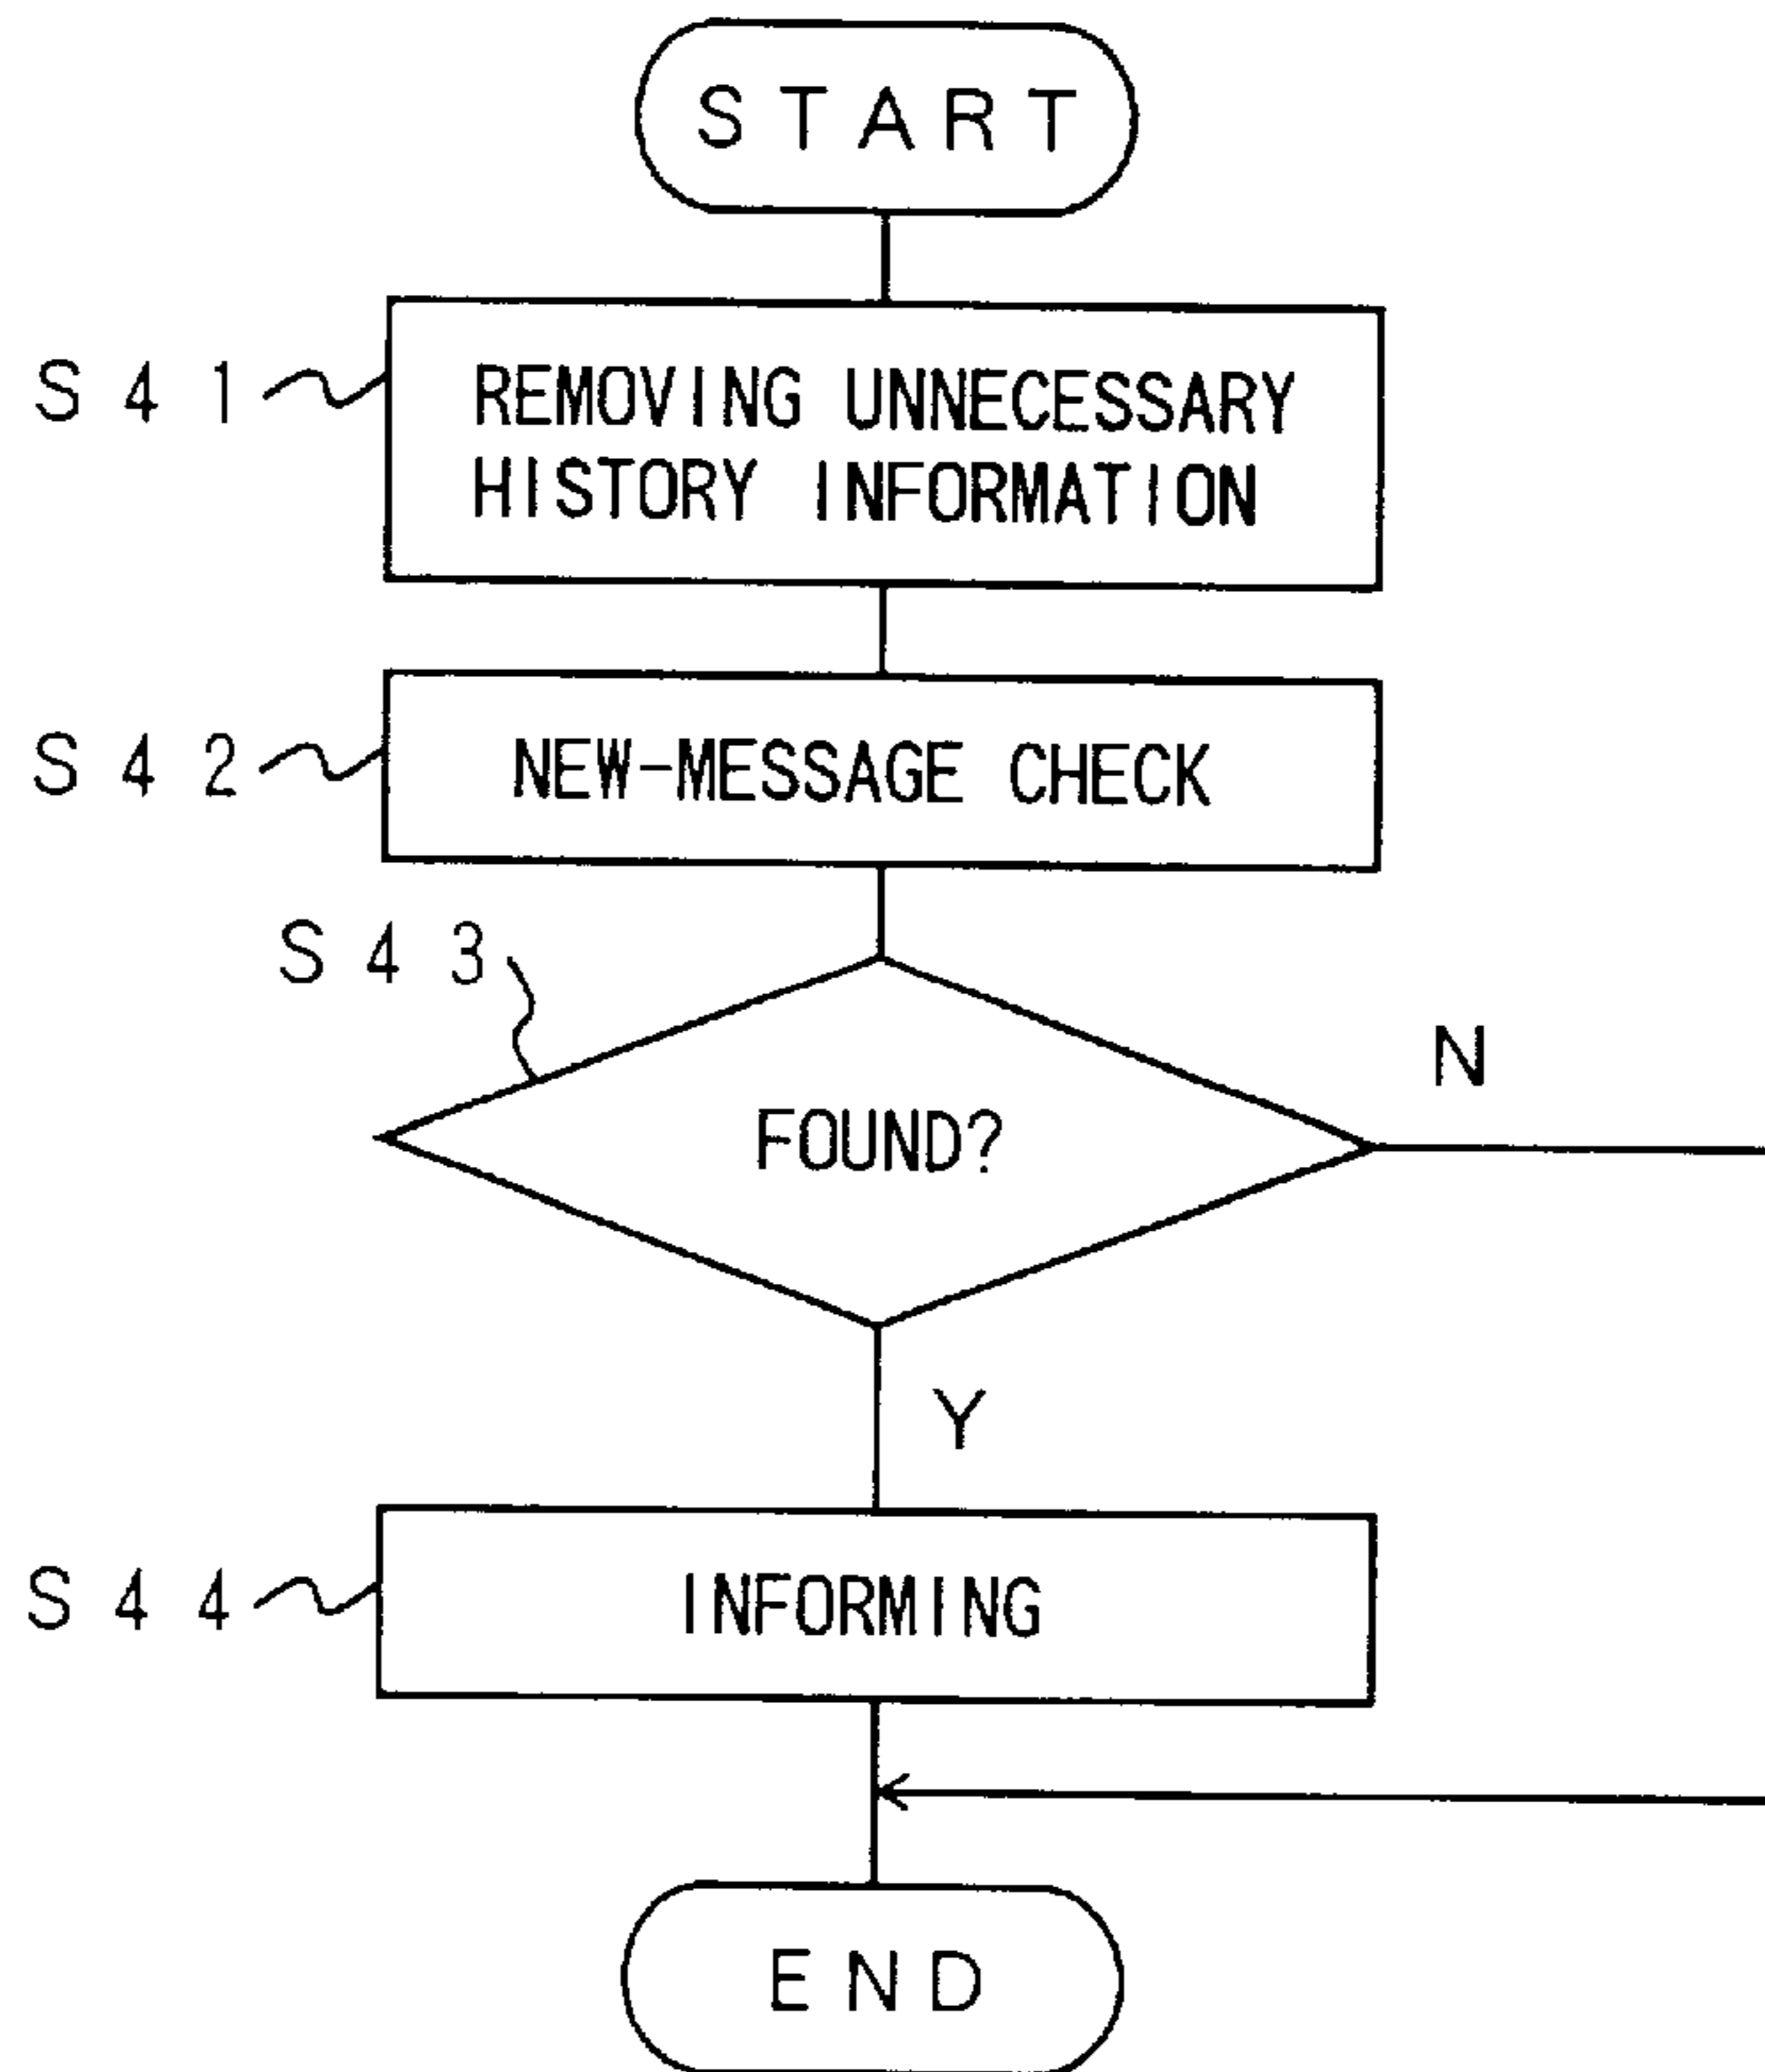 START
S41
REMOVING UNNECESSARY
HISTORY INFORMATION
S42
NEW-MESSAGE CHECK
S43
FOUND?
N
Y
S44
INFORMING
END